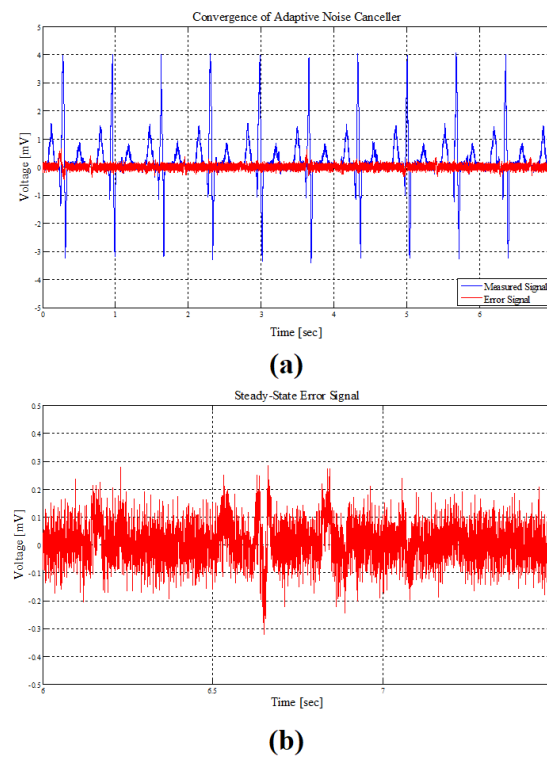 Convergence of Adaptive Noise Canceller
5
4
3
2
1
0
-1
-2
-3
-4
-5
Voltage [mV]
0 1 2 3 4 5 6
Measured Signal
Error Signal
Time [sec]
(a)
Steady-State Error Signal
0.5
0.4
0.3
0.2
0.1
0
-0.1
-0.2
-0.3
0.4
-0.5
Voltage [mV]
6 6.5 7
Time [sec]
(b)